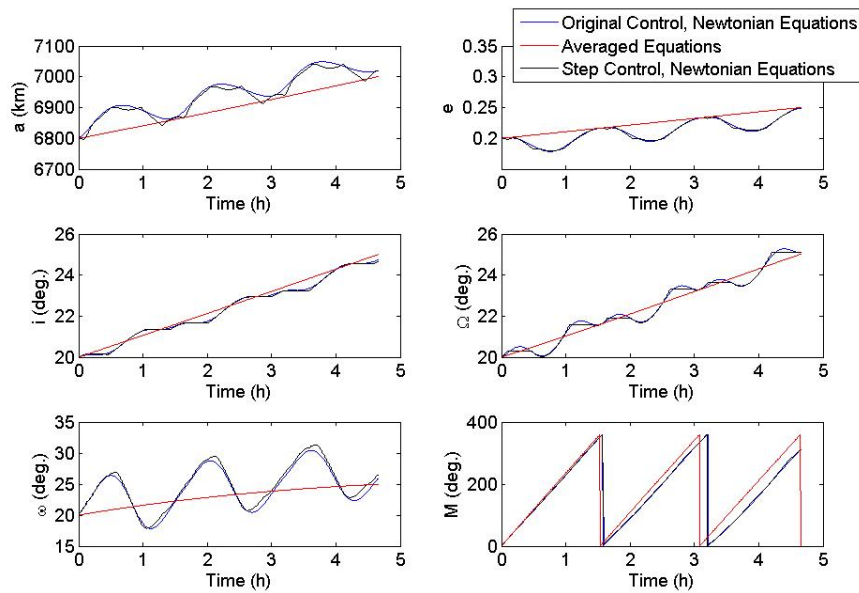 Original Control, Newtonian Equations
Averaged Equations
Step Control, Newtonian Equations
7100
7000
6900
6800
6700
a (km)
0 1 2 3 4 5
Time (h)
0.35
0.3
0.25
0.2
e
0 1 2 3 4 5
Time (h)
26
24
22
20
i (deg.)
0 1 2 3 4 5
Time (h)
26
24
22
20
Ω (deg.)
0 1 2 3 4 5
Time (h)
35
30
25
20
15
ω (deg.)
0 1 2 3 4 5
Time (h)
400
200
0
M (deg.)
0 1 2 3 4 5
Time (h)